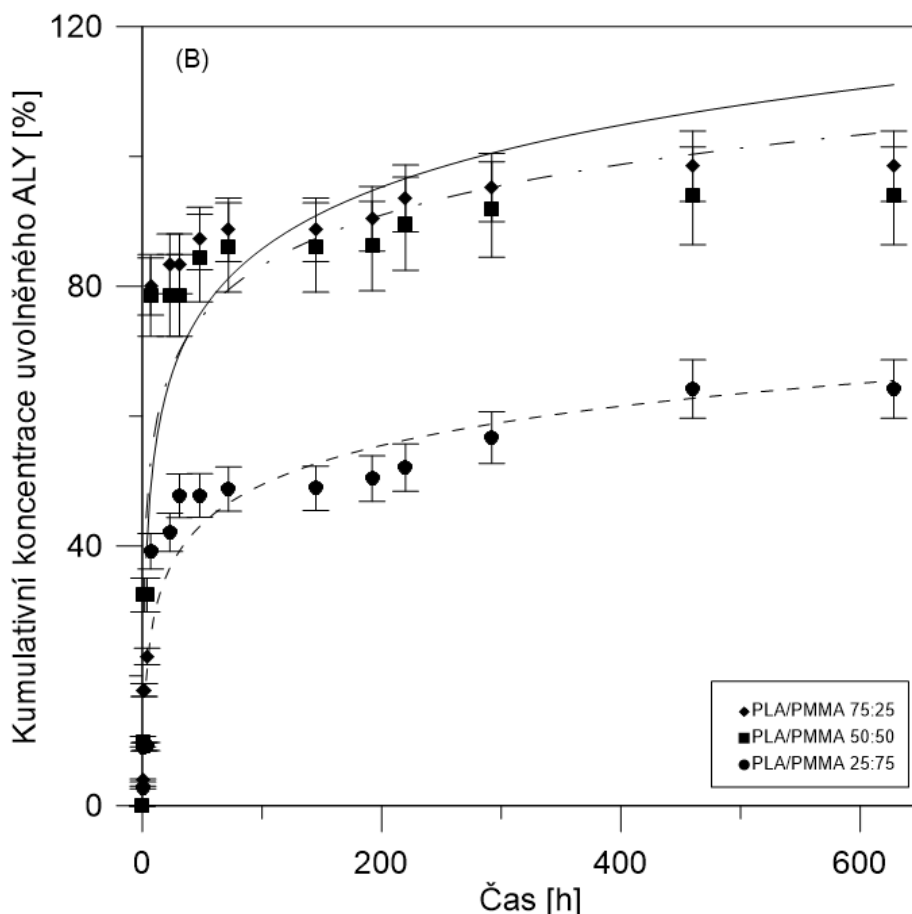 120
(B)
80
40
0
Kumulativní koncentrace uvolněného ALY [%]
PLA/PMMA 75:25
PLA/PMMA 50:50
PLA/PMMA 25:75
0
200
400
600
Čas [h]